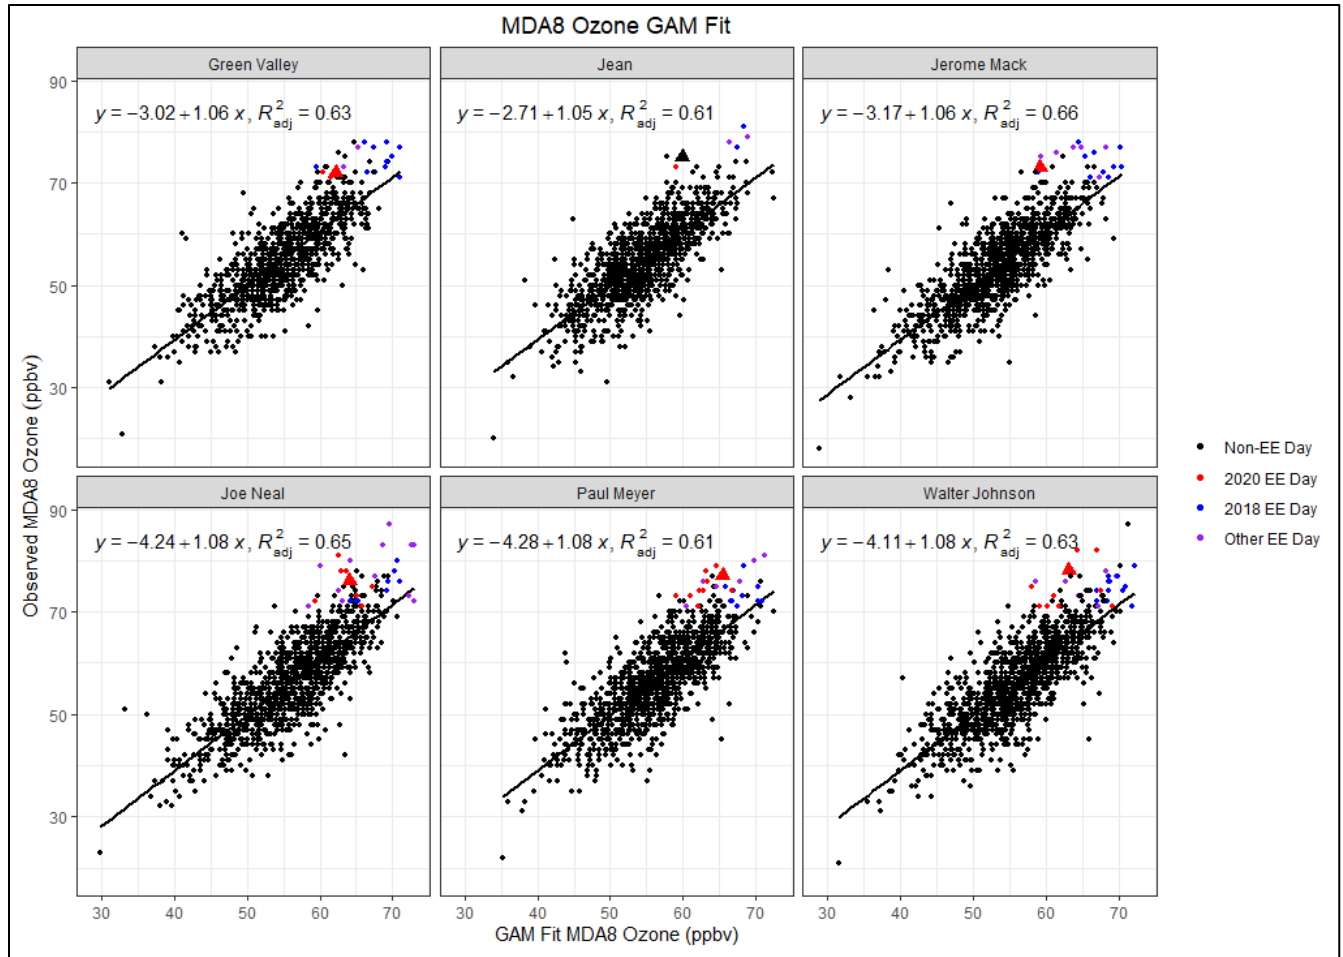 MDA8 Ozone GAM Fit
Green Valley
Jean
Jerome Mack
y = −3.02 + 1.06 x, R²adj = 0.63
y = −2.71 + 1.05 x, R²adj = 0.61
y = −3.17 + 1.06 x, R²adj = 0.66
90
70
50
30
Joe Neal
Paul Meyer
Walter Johnson
y = −4.24 + 1.08 x, R²adj = 0.65
y = −4.28 + 1.08 x, R²adj = 0.61
y = −4.11 + 1.08 x, R²adj = 0.63
90
70
50
30
Observed MDA8 Ozone (ppbv)
30 40 50 60 70
30 40 50 60 70
30 40 50 60 70
GAM Fit MDA8 Ozone (ppbv)
Non-EE Day
2020 EE Day
2018 EE Day
Other EE Day